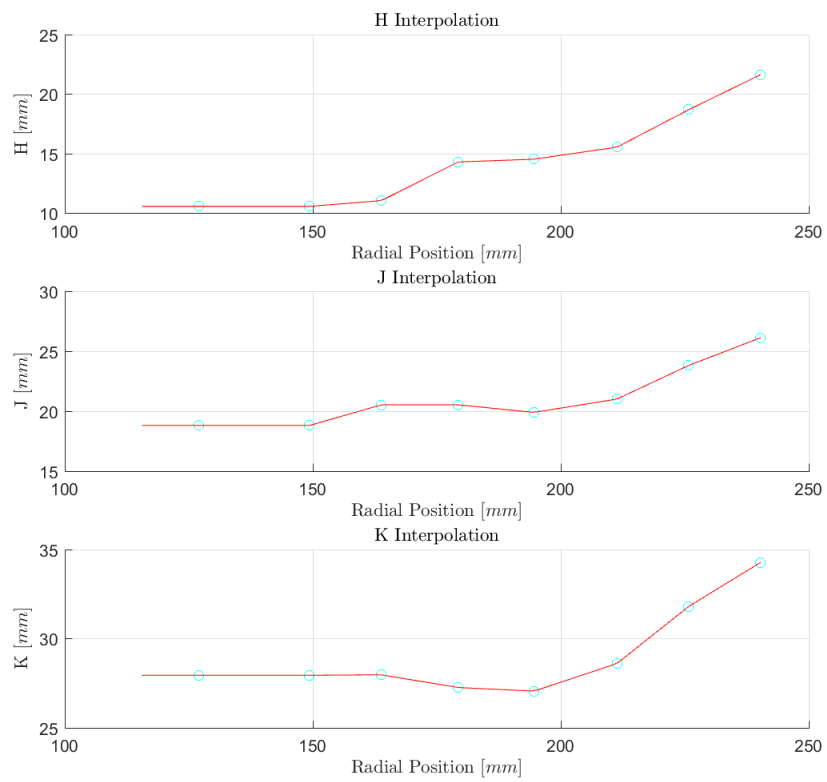 H Interpolation
25
20
15
10
H [mm]
100 150 200 250
Radial Position [mm]
J Interpolation
30
25
20
15
J [mm]
100 150 200 250
Radial Position [mm]
K Interpolation
35
30
25
K [mm]
100 150 200 250
Radial Position [mm]